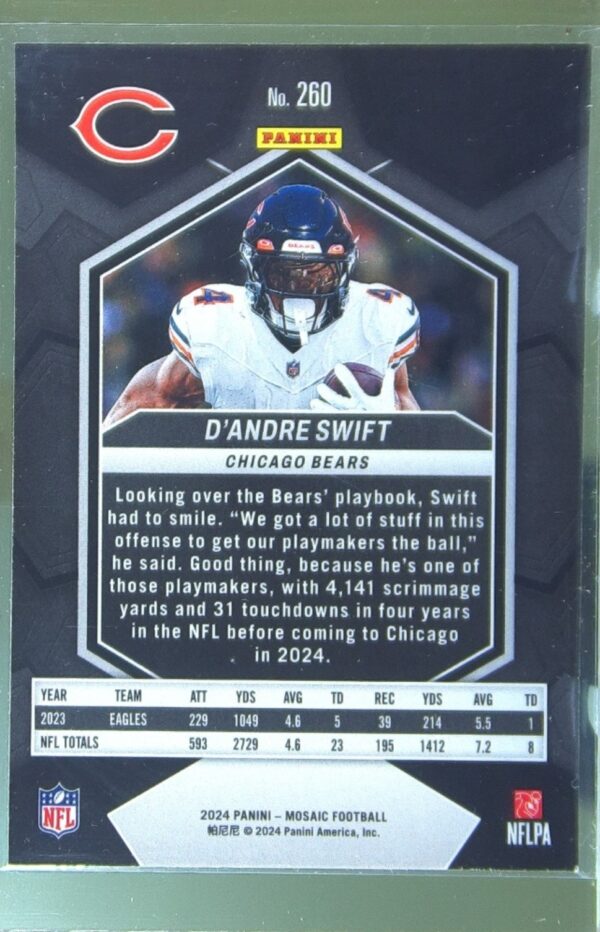 No. 260
PANINI
BEARS
4 4
D'ANDRE SWIFT
CHICAGO BEARS
Looking over the Bears' playbook, Swift
had to smile. "We got a lot of stuff in this
offense to get our playmakers the ball,"
he said. Good thing, because he's one of
those playmakers, with 4,141 scrimmage
yards and 31 touchdowns in four years
in the NFL before coming to Chicago
in 2024.
YEAR TEAM ATT YDS AVG TD REC YDS AVG TD
2023 EAGLES 229 1049 4.6 5 39 214 5.5 1
NFL TOTALS 593 2729 4.6 23 195 1412 7.2 8
NFL
2024 PANINI – MOSAIC FOOTBALL
帕尼尼 © 2024 Panini America, Inc.
NFLPA